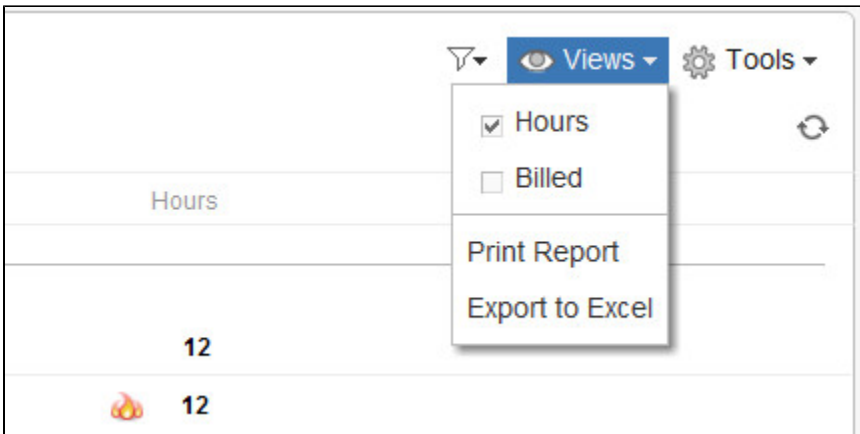 Views Tools
Hours
Billed
Hours
Print Report
Export to Excel
12
12